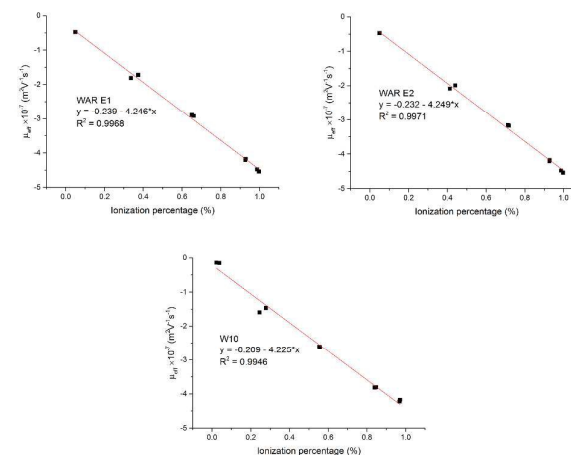 0
-1
-2
-3
-4
-5
μeff ×10⁻⁷ (m²V⁻¹s⁻¹)
WAR E1
y = -0.239 - 4.246*x
R² = 0.9968
0.0 0.2 0.4 0.6 0.8 1.0
Ionization percentage (%)
0
-1
-2
-3
-4
-5
μeff ×10⁻⁷ (m²V⁻¹s⁻¹)
WAR E2
y = -0.232 - 4.249*x
R² = 0.9971
0.0 0.2 0.4 0.6 0.8 1.0
Ionization percentage (%)
0
-1
-2
-3
-4
-5
μeff ×10⁻⁷ (m²V⁻¹s⁻¹)
W10
y = -0.209 - 4.225*x
R² = 0.9946
0.0 0.2 0.4 0.6 0.8 1.0
Ionization percentage (%)